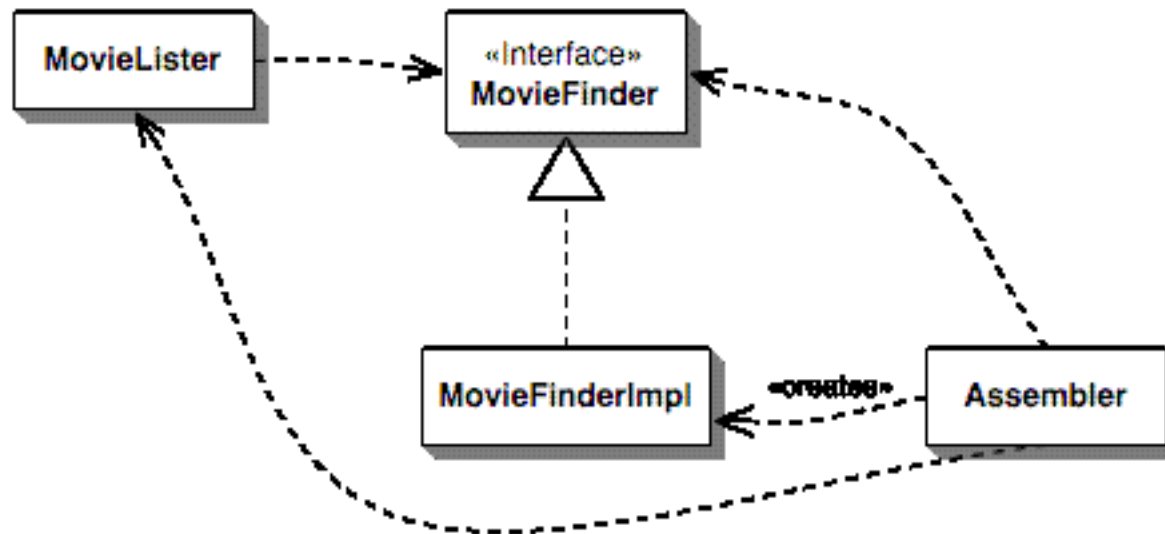 MovieLister
«Interface»
MovieFinder
MovieFinderImpl
«creates»
Assembler